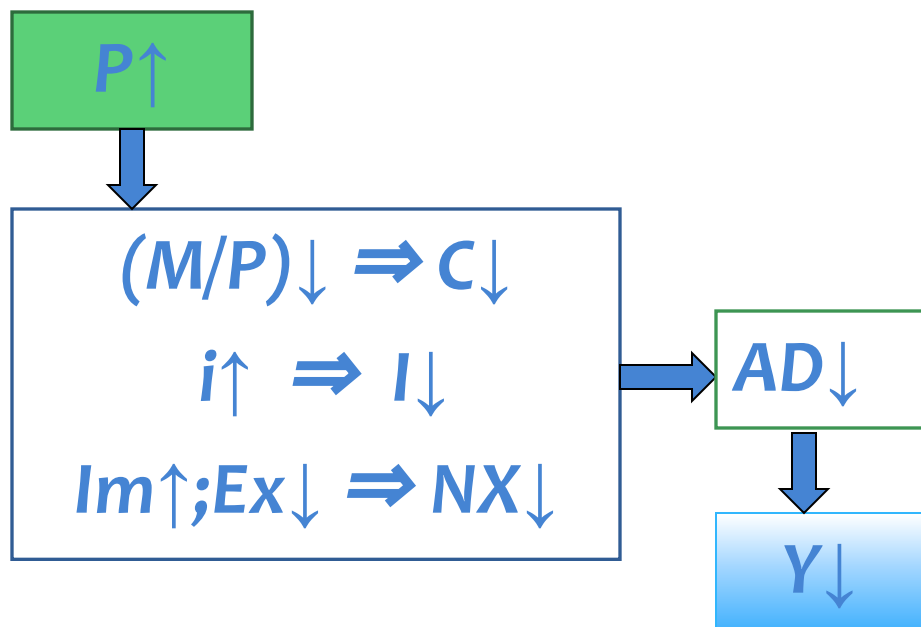 P↑
(M/P)↓ ⇒ C↓
i↑ ⇒ I↓
Im↑;Ex↓ ⇒ NX↓
AD↓
Y↓